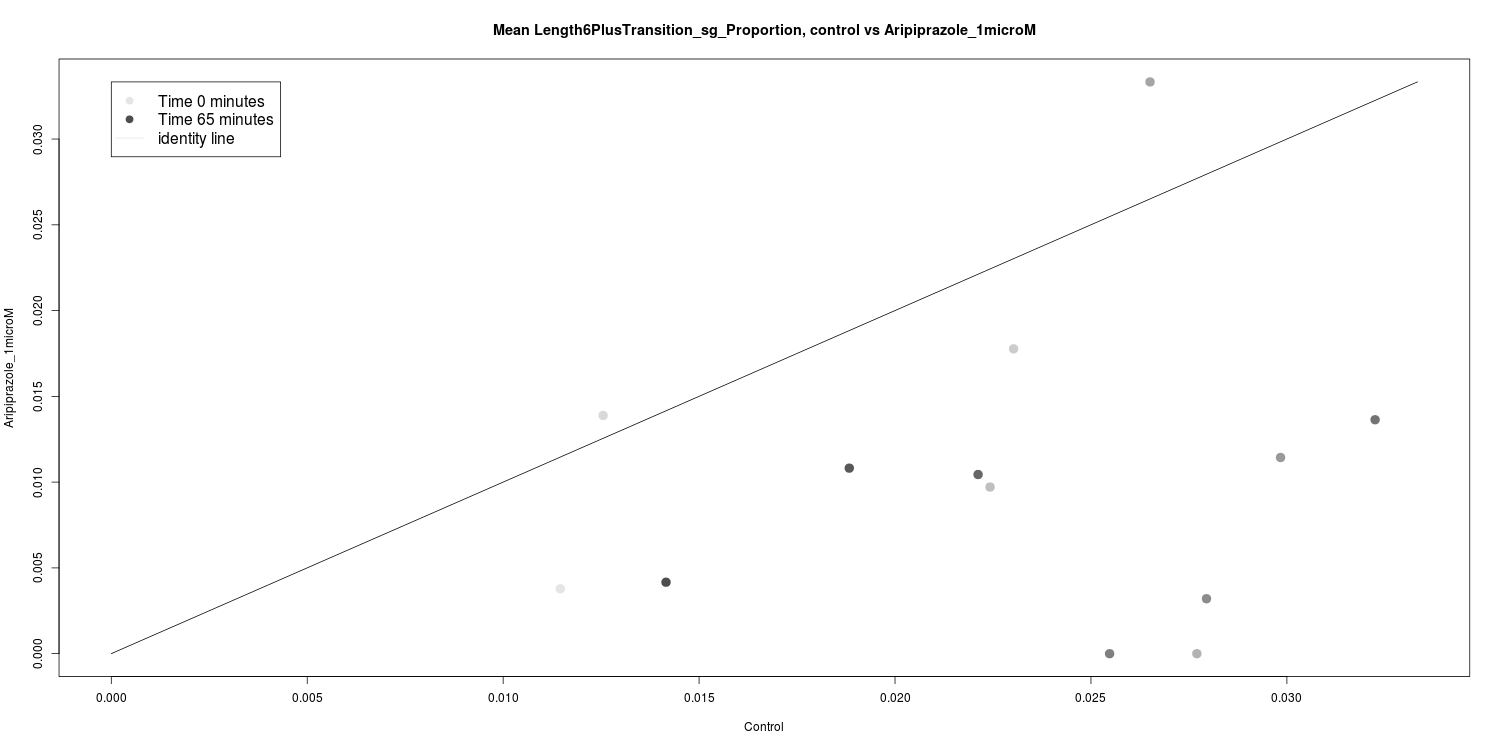 Mean Length6PlusTransition_sg_Proportion, control vs Aripiprazole_1microM
Time 0 minutes
Time 65 minutes
identity line
Aripiprazole_1microM
0.030
0.025
0.020
0.015
0.010
0.005
0.000
0.000 0.005 0.010 0.015 0.020 0.025 0.030
Control